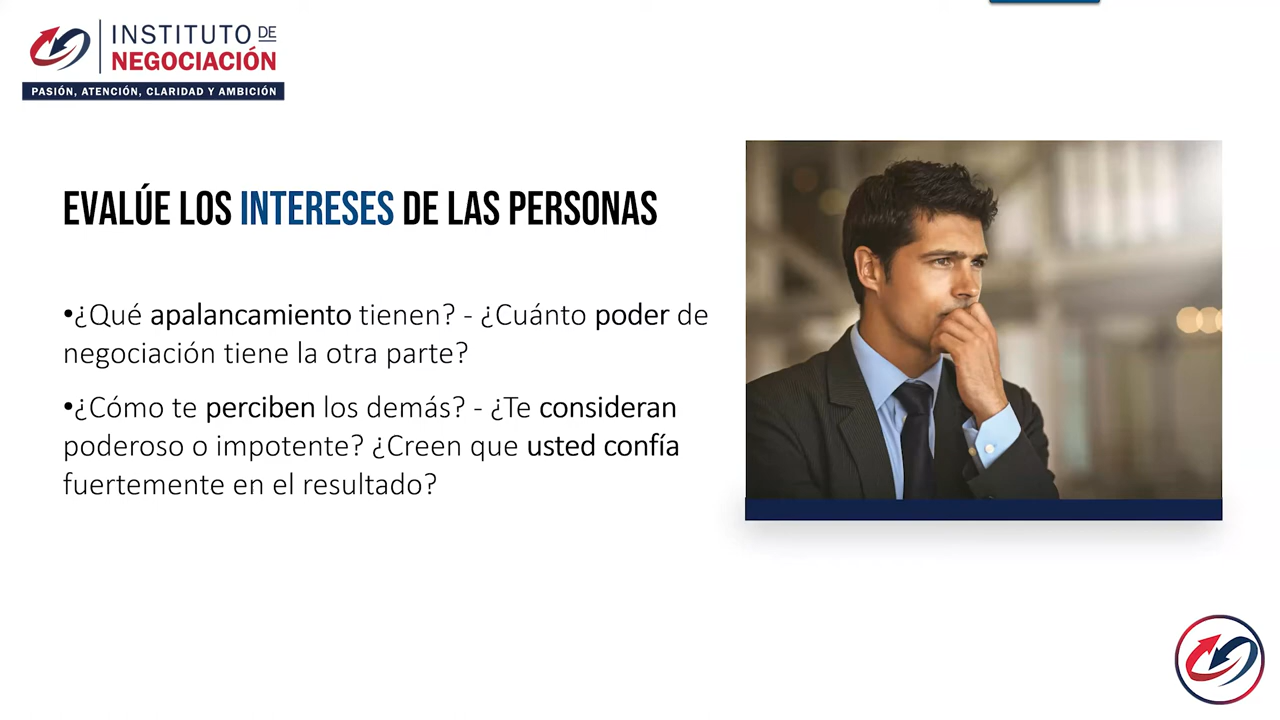 INSTITUTO DE
NEGOCIACIÓN
PASIÓN, ATENCIÓN, CLARIDAD Y AMBICIÓN
EVALÚE LOS INTERESES DE LAS PERSONAS
•¿Qué apalancamiento tienen? - ¿Cuánto poder de
negociación tiene la otra parte?
•¿Cómo te perciben los demás? - ¿Te consideran
poderoso o impotente? ¿Creen que usted confía
fuertemente en el resultado?